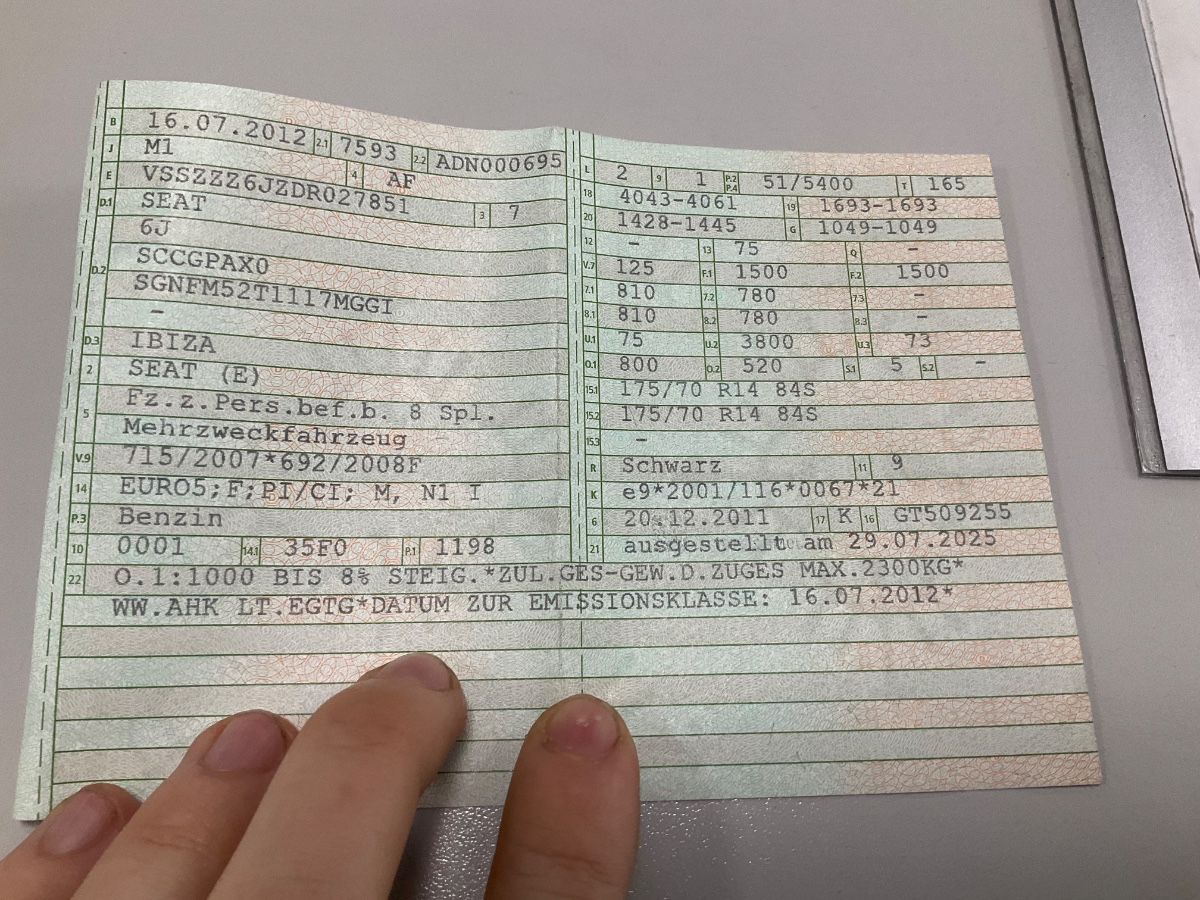 B 16.07.2012 2.1 7593 2.2 ADN000695
J M1 4 AF
E VSSZZZ6JZDR027851 3 7
D.1 SEAT
D.2 6J
SCCGPAX0
SGNFM52T1117MGGI
-
D.3 IBIZA
2 SEAT (E)
5 Fz.z.Pers.bef.b. 8 Spl.
Mehrzweckfahrzeug
V.9 715/2007*692/2008F
14 EURO5;F;PI/CI; M, N1 I
P.3 Benzin
10 0001 14.1 35F0 P.1 1198
L 2 9 1 P.2 P.4 51/5400 T 165
18 4043-4061 19 1693-1693
20 1428-1445 G 1049-1049
12 - 13 75 Q -
V.7 125 F.1 1500 F.2 1500
7.1 810 7.2 780 7.3 -
8.1 810 8.2 780 8.3 -
U.1 75 U.2 3800 U.3 73
O.1 800 O.2 520 S.1 5 S.2 -
15.1 175/70 R14 84S
15.2 175/70 R14 84S
15.3 -
R Schwarz 11 9
K e9*2001/116*0067*21
6 20.12.2011 17 K 16 GT509255
21 ausgestellt am 29.07.2025
22 O.1:1000 BIS 8% STEIG.*ZUL.GES-GEW.D.ZUGES MAX.2300KG*
WW.AHK LT.EGTG*DATUM ZUR EMISSIONSKLASSE: 16.07.2012*